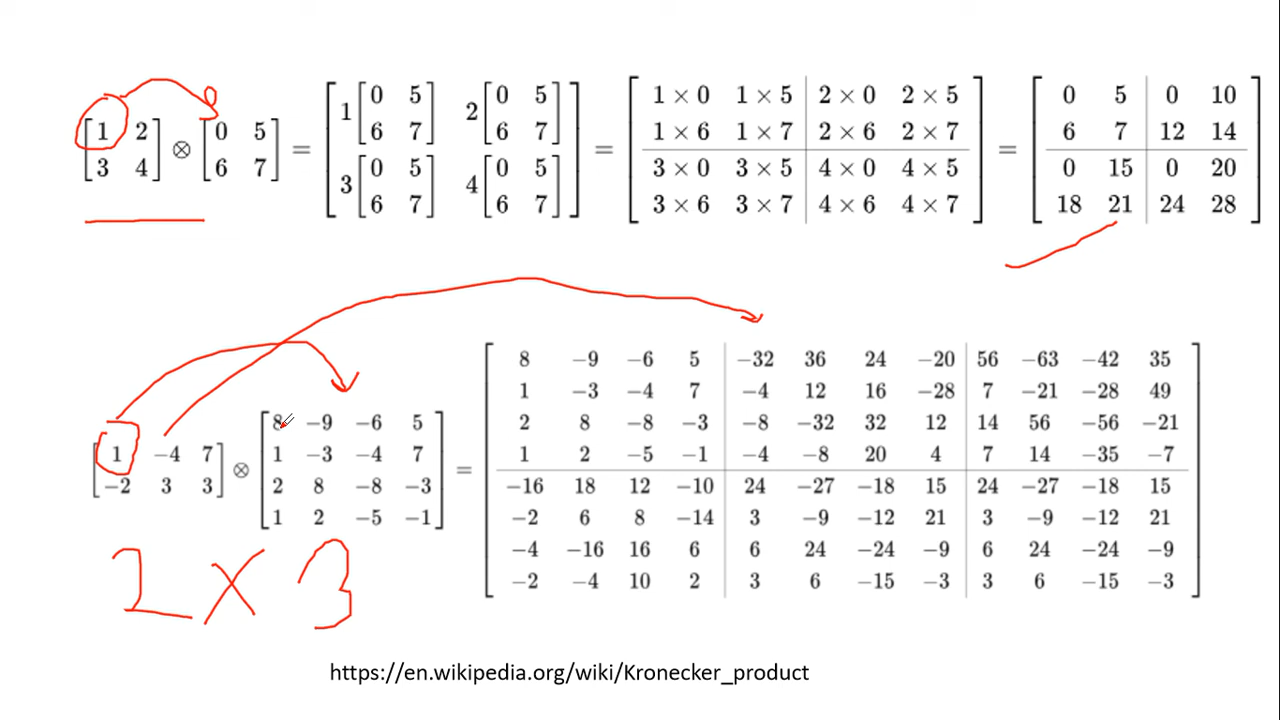 [1 2; 3 4] ⊗ [0 5; 6 7] = [1[0 5; 6 7] 2[0 5; 6 7]; 3[0 5; 6 7] 4[0 5; 6 7]] = [1 × 0 1 × 5 2 × 0 2 × 5; 1 × 6 1 × 7 2 × 6 2 × 7; 3 × 0 3 × 5 4 × 0 4 × 5; 3 × 6 3 × 7 4 × 6 4 × 7] = [0 5 0 10; 6 7 12 14; 0 15 0 20; 18 21 24 28]
[1 −4 7; −2 3 3] ⊗ [8 −9 −6 5; 1 −3 −4 7; 2 8 −8 −3; 1 2 −5 −1] =
8 −9 −6 5 −32 36 24 −20 56 −63 −42 35
1 −3 −4 7 −4 12 16 −28 7 −21 −28 49
2 8 −8 −3 −8 −32 32 12 14 56 −56 −21
1 2 −5 −1 −4 −8 20 4 7 14 −35 −7
−16 18 12 −10 24 −27 −18 15 24 −27 −18 15
−2 6 8 −14 3 −9 −12 21 3 −9 −12 21
−4 −16 16 6 6 24 −24 −9 6 24 −24 −9
−2 −4 10 2 3 6 −15 −3 3 6 −15 −3
2 X 3
https://en.wikipedia.org/wiki/Kronecker_product